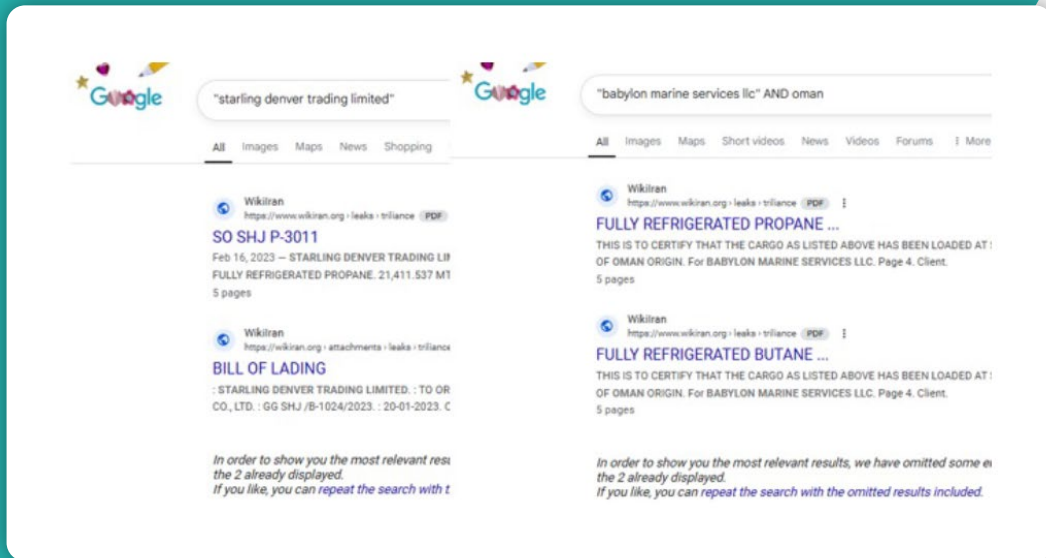 Google
"starling denver trading limited"
All Images Maps News Shopping
WikiIran
https://www.wikiran.org › leaks › triliance PDF
SO SHJ P-3011
Feb 16, 2023 — STARLING DENVER TRADING LI
FULLY REFRIGERATED PROPANE. 21,411.537 MT
5 pages
WikiIran
https://wikiran.org › attachments › leaks › triliance
BILL OF LADING
: STARLING DENVER TRADING LIMITED. : TO OR
CO., LTD. : GG SHJ /B-1024/2023. : 20-01-2023. C
In order to show you the most relevant resu
the 2 already displayed.
If you like, you can repeat the search with t
Google
"babylon marine services llc" AND oman
All Images Maps Short videos News Videos Forums More
WikiIran
https://www.wikiran.org › leaks › triliance PDF
FULLY REFRIGERATED PROPANE ...
THIS IS TO CERTIFY THAT THE CARGO AS LISTED ABOVE HAS BEEN LOADED AT
OF OMAN ORIGIN. For BABYLON MARINE SERVICES LLC. Page 4. Client.
5 pages
WikiIran
https://www.wikiran.org › leaks › triliance PDF
FULLY REFRIGERATED BUTANE ...
THIS IS TO CERTIFY THAT THE CARGO AS LISTED ABOVE HAS BEEN LOADED AT
OF OMAN ORIGIN. For BABYLON MARINE SERVICES LLC. Page 4. Client.
5 pages
In order to show you the most relevant results, we have omitted some e
the 2 already displayed.
If you like, you can repeat the search with the omitted results included.